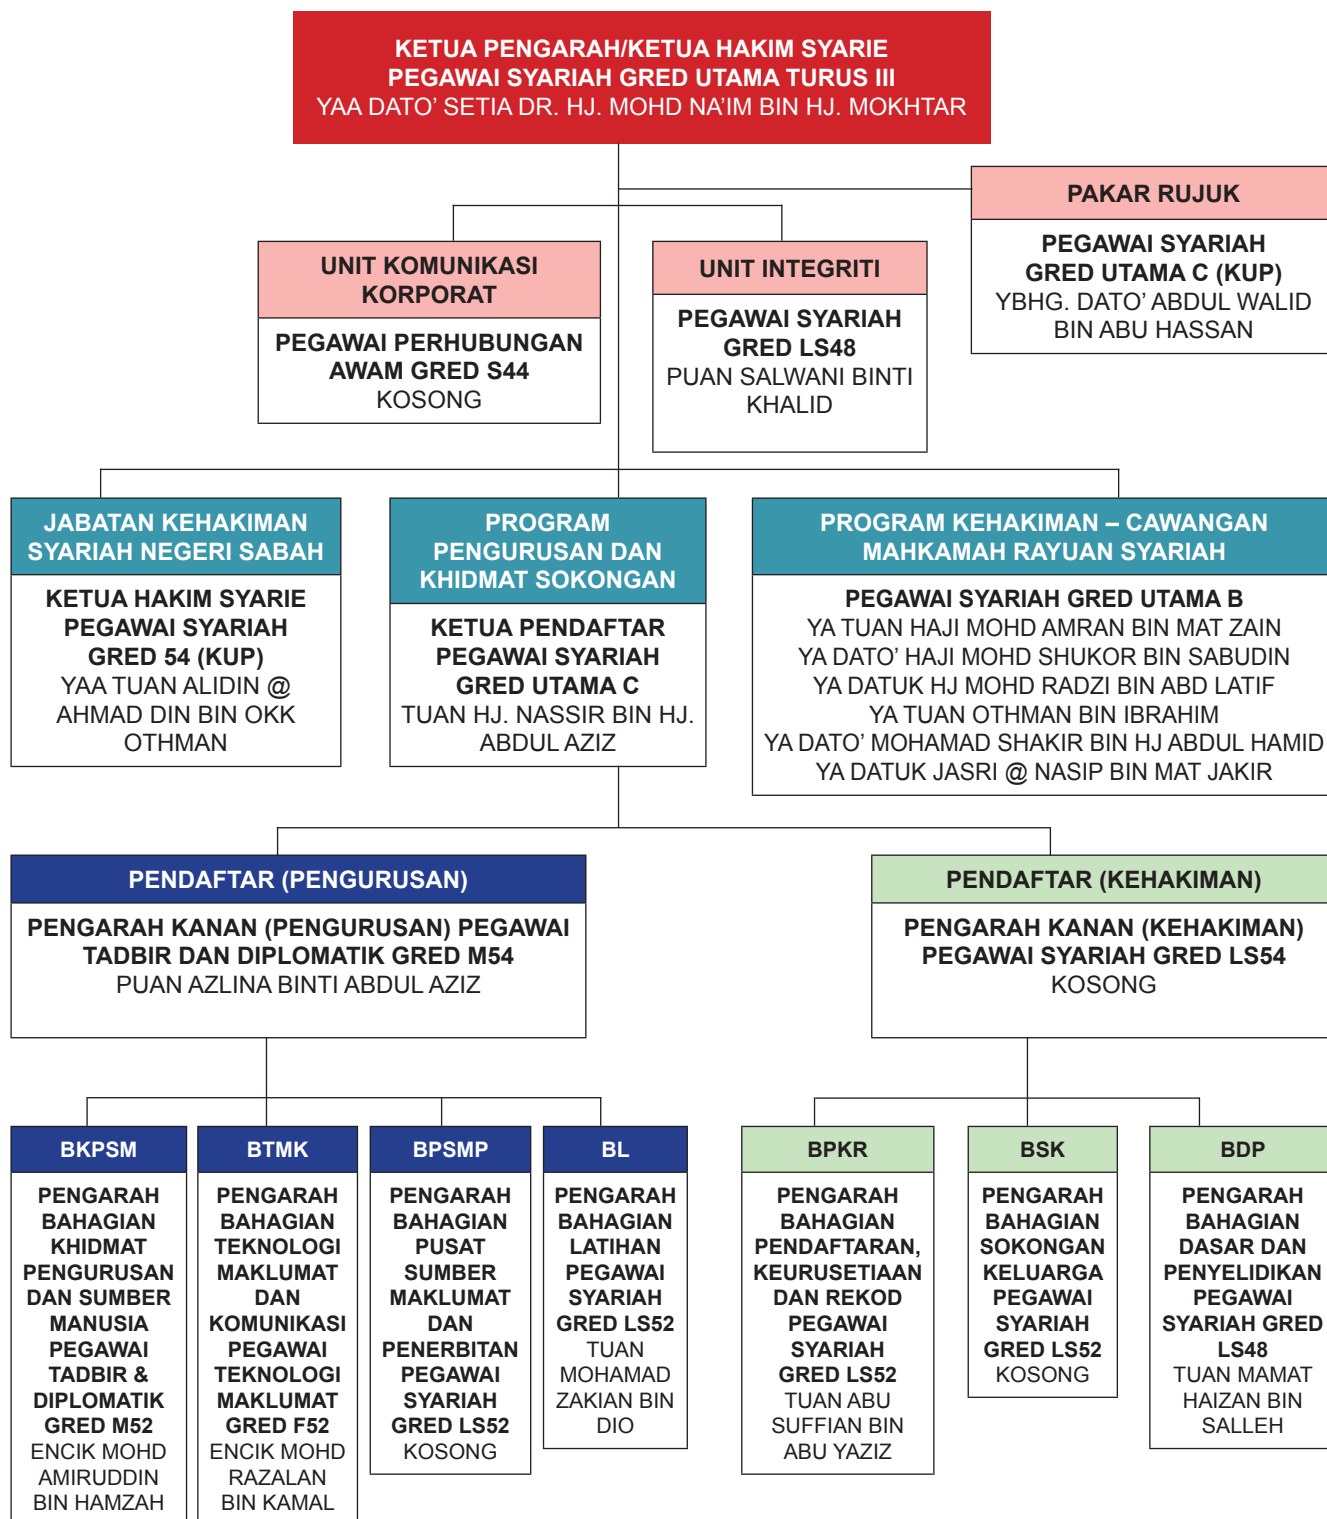 KETUA PENGARAH/KETUA HAKIM SYARIE
PEGAWAI SYARIAH GRED UTAMA TURUS III
YAA DATO’ SETIA DR. HJ. MOHD NA’IM BIN HJ. MOKHTAR
PAKAR RUJUK
PEGAWAI SYARIAH
GRED UTAMA C (KUP)
YBHG. DATO’ ABDUL WALID
BIN ABU HASSAN
UNIT KOMUNIKASI
KORPORAT
PEGAWAI PERHUBUNGAN
AWAM GRED S44
KOSONG
UNIT INTEGRITI
PEGAWAI SYARIAH
GRED LS48
PUAN SALWANI BINTI
KHALID
JABATAN KEHAKIMAN
SYARIAH NEGERI SABAH
KETUA HAKIM SYARIE
PEGAWAI SYARIAH
GRED 54 (KUP)
YAA TUAN ALIDIN @
AHMAD DIN BIN OKK
OTHMAN
PROGRAM
PENGURUSAN DAN
KHIDMAT SOKONGAN
KETUA PENDAFTAR
PEGAWAI SYARIAH
GRED UTAMA C
TUAN HJ. NASSIR BIN HJ.
ABDUL AZIZ
PROGRAM KEHAKIMAN – CAWANGAN
MAHKAMAH RAYUAN SYARIAH
PEGAWAI SYARIAH GRED UTAMA B
YA TUAN HAJI MOHD AMRAN BIN MAT ZAIN
YA DATO’ HAJI MOHD SHUKOR BIN SABUDIN
YA DATUK HJ MOHD RADZI BIN ABD LATIF
YA TUAN OTHMAN BIN IBRAHIM
YA DATO’ MOHAMAD SHAKIR BIN HJ ABDUL HAMID
YA DATUK JASRI @ NASIP BIN MAT JAKIR
PENDAFTAR (PENGURUSAN)
PENGARAH KANAN (PENGURUSAN) PEGAWAI
TADBIR DAN DIPLOMATIK GRED M54
PUAN AZLINA BINTI ABDUL AZIZ
PENDAFTAR (KEHAKIMAN)
PENGARAH KANAN (KEHAKIMAN)
PEGAWAI SYARIAH GRED LS54
KOSONG
BKPSM
PENGARAH
BAHAGIAN
KHIDMAT
PENGURUSAN
DAN SUMBER
MANUSIA
PEGAWAI
TADBIR &
DIPLOMATIK
GRED M52
ENCIK MOHD
AMIRUDDIN
BIN HAMZAH
BTMK
PENGARAH
BAHAGIAN
TEKNOLOGI
MAKLUMAT
DAN
KOMUNIKASI
PEGAWAI
TEKNOLOGI
MAKLUMAT
GRED F52
ENCIK MOHD
RAZALAN
BIN KAMAL
BPSMP
PENGARAH
BAHAGIAN
PUSAT
SUMBER
MAKLUMAT
DAN
PENERBITAN
PEGAWAI
SYARIAH
GRED LS52
KOSONG
BL
PENGARAH
BAHAGIAN
LATIHAN
PEGAWAI
SYARIAH
GRED LS52
TUAN
MOHAMAD
ZAKIAN BIN
DIO
BPKR
PENGARAH
BAHAGIAN
PENDAFTARAN,
KEURUSETIAAN
DAN REKOD
PEGAWAI
SYARIAH
GRED LS52
TUAN ABU
SUFFIAN BIN
ABU YAZIZ
BSK
PENGARAH
BAHAGIAN
SOKONGAN
KELUARGA
PEGAWAI
SYARIAH
GRED LS52
KOSONG
BDP
PENGARAH
BAHAGIAN
DASAR DAN
PENYELIDIKAN
PEGAWAI
SYARIAH GRED
LS48
TUAN MAMAT
HAIZAN BIN
SALLEH